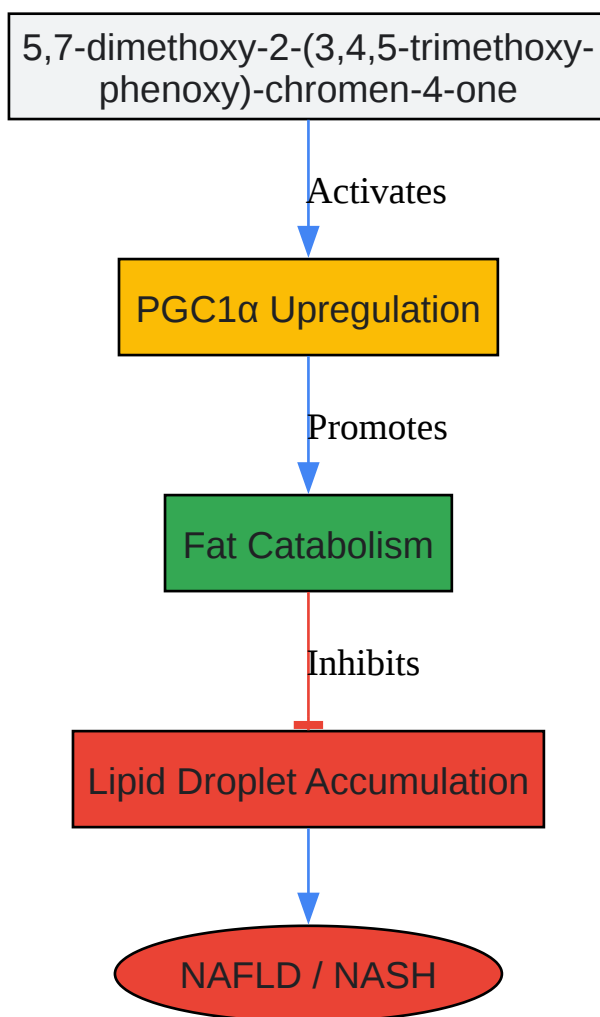 5,7-dimethoxy-2-(3,4,5-trimethoxy-
phenoxy)-chromen-4-one
Activates
PGC1α Upregulation
Promotes
Fat Catabolism
Inhibits
Lipid Droplet Accumulation
NAFLD / NASH